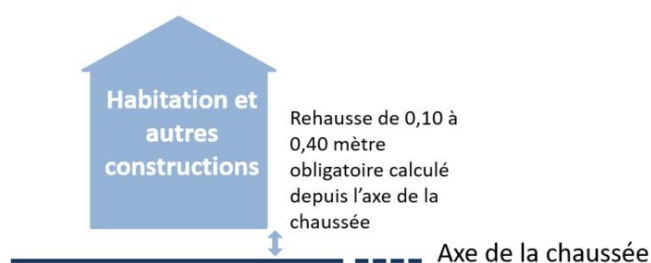 Habitation et
autres
constructions
Rehausse de 0,10 à
0,40 mètre
obligatoire calculé
depuis l'axe de la
chaussée
Axe de la chaussée